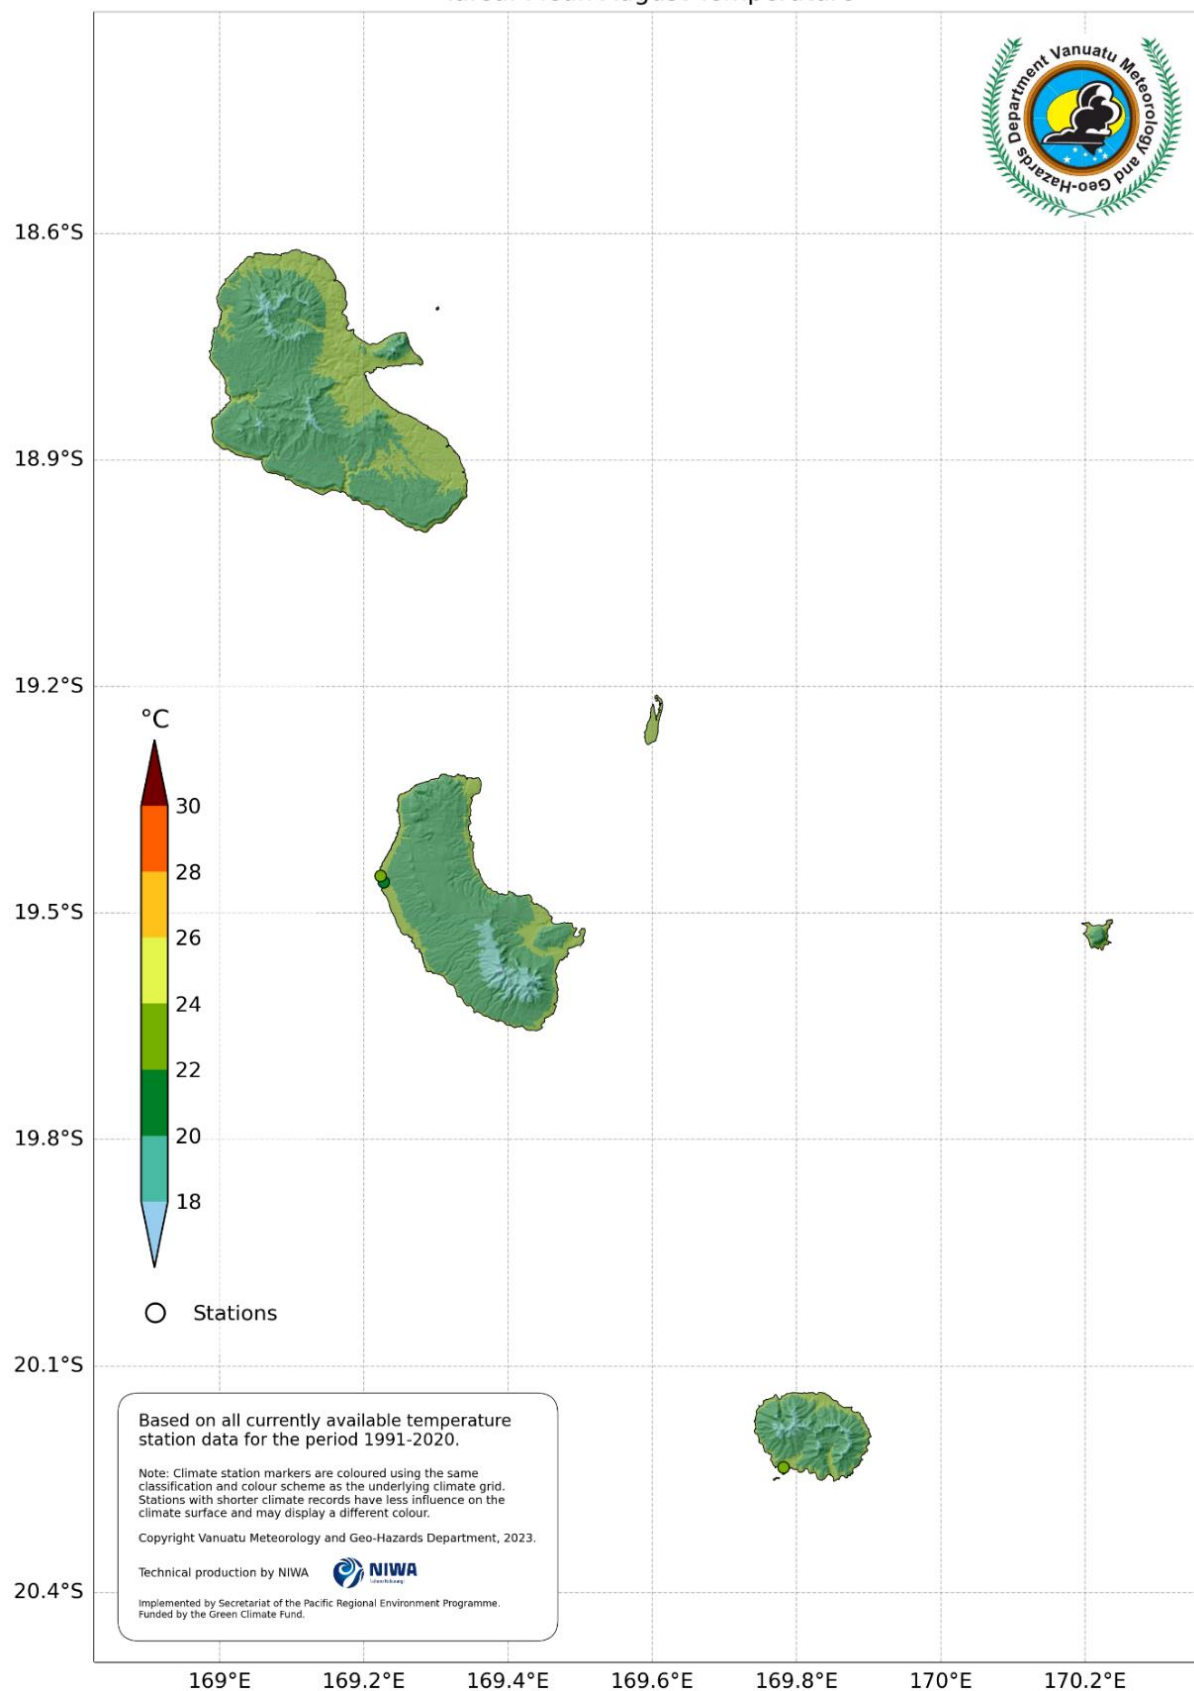 Tafea: Mean August Temperature
Department Vanuatu Meteorology and Geo-Hazards
18.6°S
18.9°S
19.2°S
°C
30
28
26
19.5°S
24
22
19.8°S
20
18
Stations
20.1°S
Based on all currently available temperature
station data for the period 1991-2020.
Note: Climate station markers are coloured using the same
classification and colour scheme as the underlying climate grid.
Stations with shorter climate records have less influence on the
climate surface and may display a different colour.
Copyright Vanuatu Meteorology and Geo-Hazards Department, 2023.
Technical production by NIWA
NIWA
Implemented by Secretariat of the Pacific Regional Environment Programme.
Funded by the Green Climate Fund.
20.4°S
169°E 169.2°E 169.4°E 169.6°E 169.8°E 170°E 170.2°E